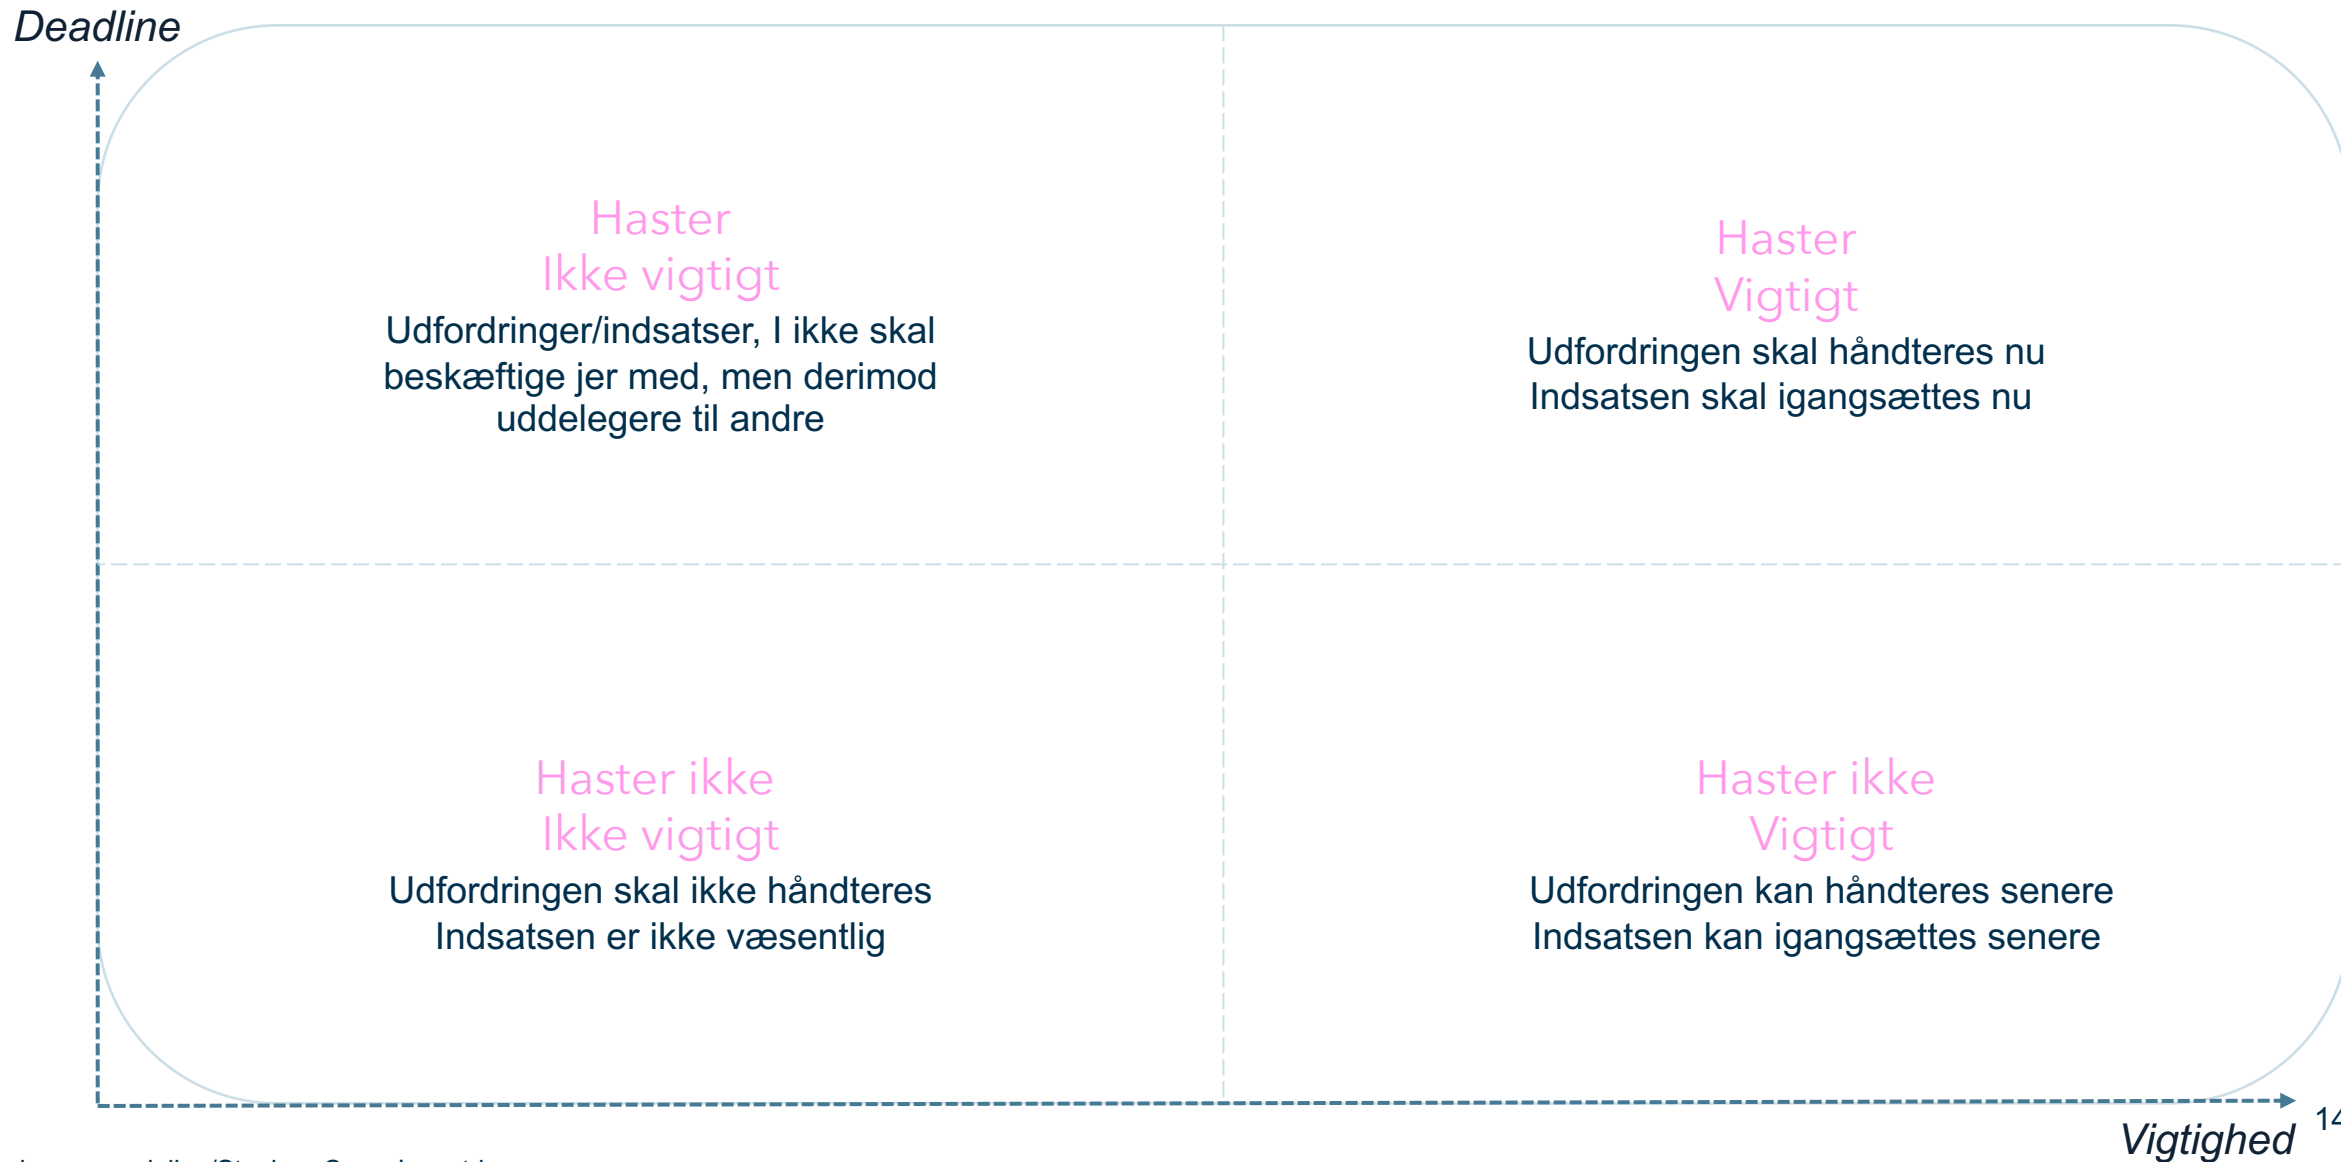 Deadline
Haster
Ikke vigtigt
Udfordringer/indsatser, I ikke skal
beskæftige jer med, men derimod
uddelegere til andre
Haster
Vigtigt
Udfordringen skal håndteres nu
Indsatsen skal igangsættes nu
Haster ikke
Ikke vigtigt
Udfordringen skal ikke håndteres
Indsatsen er ikke væsentlig
Haster ikke
Vigtigt
Udfordringen kan håndteres senere
Indsatsen kan igangsættes senere
Vigtighed
14